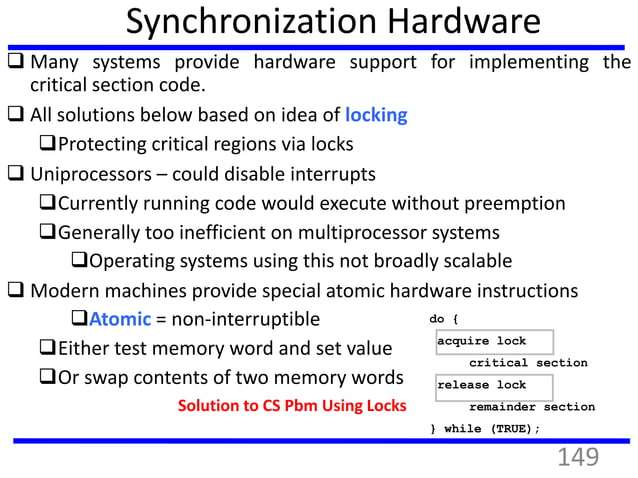 Synchronization Hardware
❑ Many systems provide hardware support for implementing the
critical section code.
❑ All solutions below based on idea of locking
❑Protecting critical regions via locks
❑ Uniprocessors – could disable interrupts
❑Currently running code would execute without preemption
❑Generally too inefficient on multiprocessor systems
❑Operating systems using this not broadly scalable
❑ Modern machines provide special atomic hardware instructions
❑Atomic = non-interruptible
❑Either test memory word and set value
❑Or swap contents of two memory words
Solution to CS Pbm Using Locks
do {
acquire lock
critical section
release lock
remainder section
} while (TRUE);
149